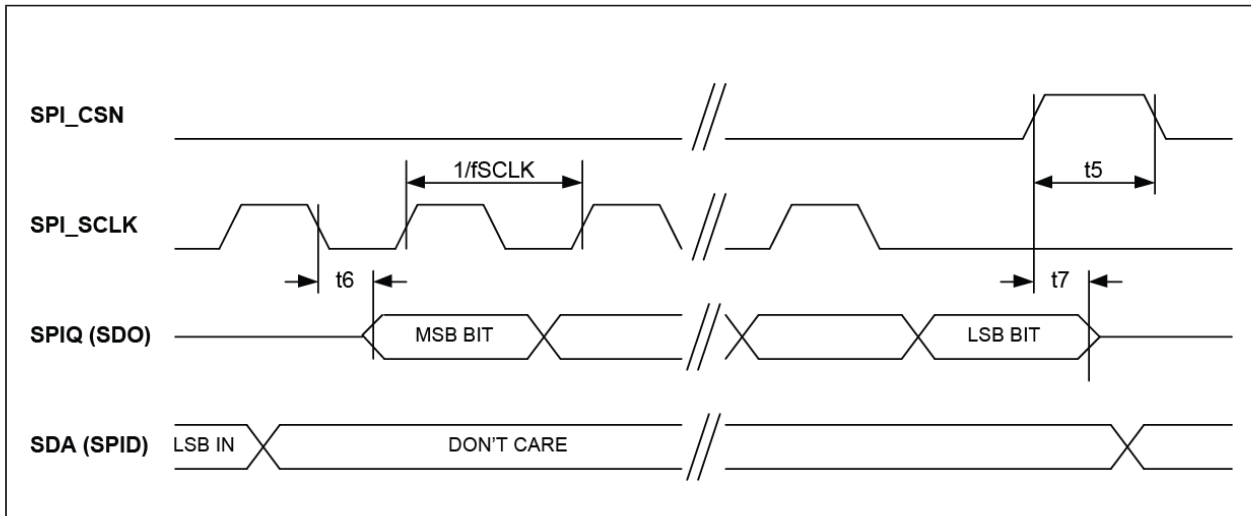 SPI_CSN
1/fSCLK
t5
SPI_SCLK
t6
t7
SPIQ (SDO)
MSB BIT
LSB BIT
SDA (SPID)
LSB IN
DON'T CARE